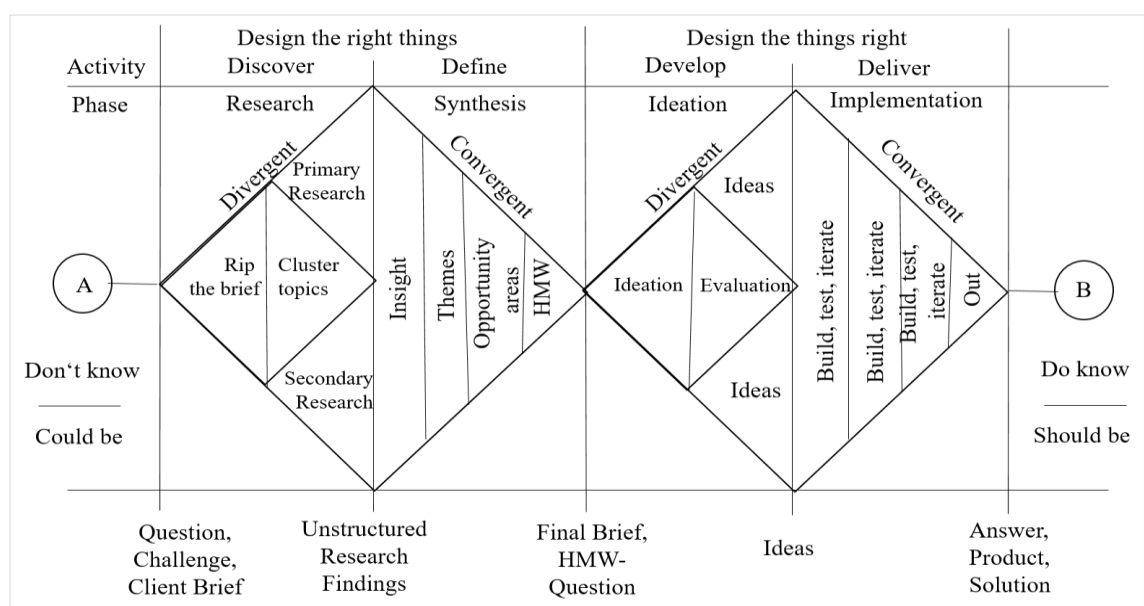 Design the right things
Design the things right
Activity
Discover
Define
Develop
Deliver
Phase
Research
Synthesis
Ideation
Implementation
Divergent
Primary
Research
Rip
the brief
Cluster
topics
Secondary
Research
Convergent
Insight
Themes
Opportunity
areas
HMW
Divergent
Ideas
Ideation
Evaluation
Ideas
Convergent
Build, test, iterate
Build, test, iterate
Build, test,
iterate
Out
A
Don‘t know
Could be
B
Do know
Should be
Question,
Challenge,
Client Brief
Unstructured
Research
Findings
Final Brief,
HMW-
Question
Ideas
Answer,
Product,
Solution